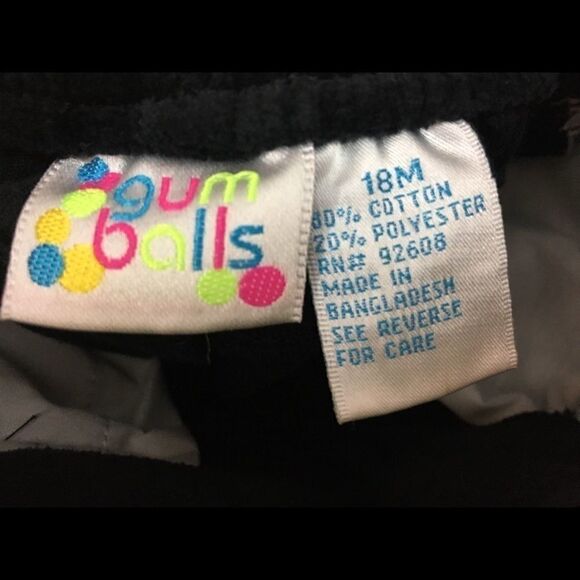 gum
balls
18M
80% COTTON
20% POLYESTER
RN# 92608
MADE IN
BANGLADESH
SEE REVERSE
FOR CARE